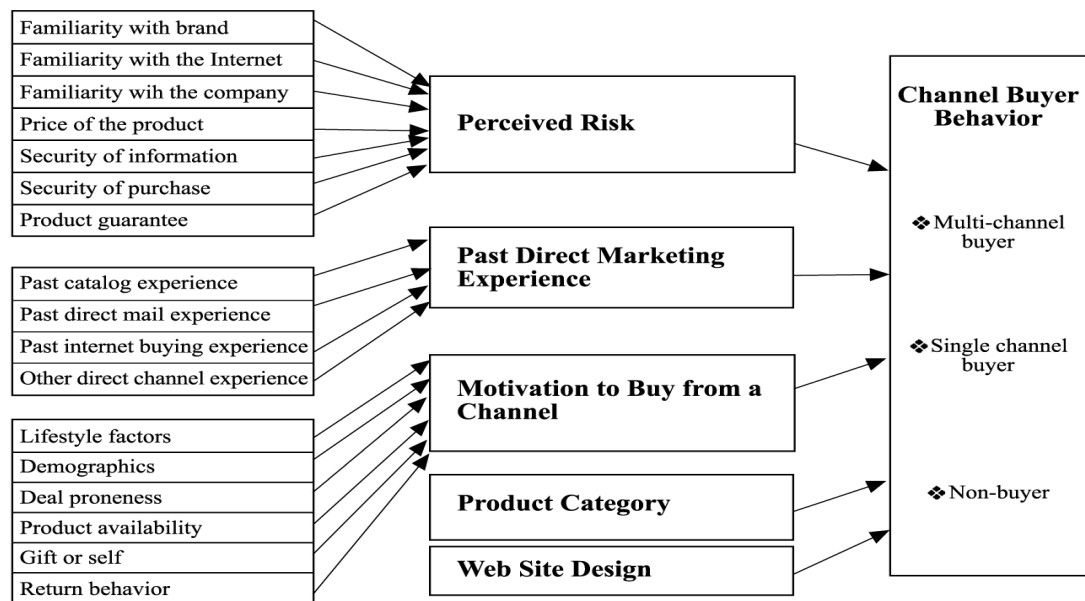 Familiarity with brand
Familiarity with the Internet
Familiarity wih the company
Price of the product
Security of information
Security of purchase
Product guarantee
Past catalog experience
Past direct mail experience
Past internet buying experience
Other direct channel experience
Lifestyle factors
Demographics
Deal proneness
Product availability
Gift or self
Return behavior
Perceived Risk
Past Direct Marketing
Experience
Motivation to Buy from a
Channel
Product Category
Web Site Design
Channel Buyer
Behavior
❖ Multi-channel
buyer
❖ Single channel
buyer
❖ Non-buyer